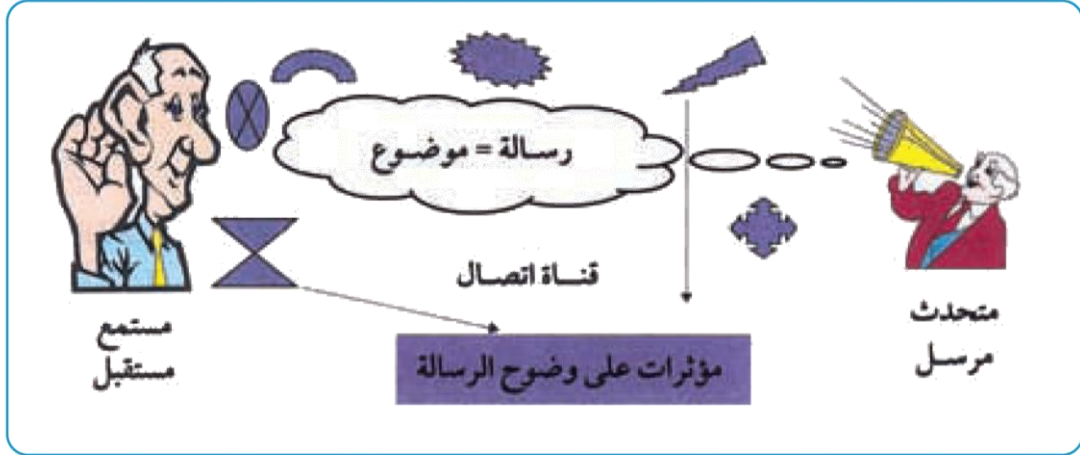 رسالة = موضوع
قناة اتصال
متحدث
مرسل
مستمع
مستقبل
مؤثرات على وضوح الرسالة